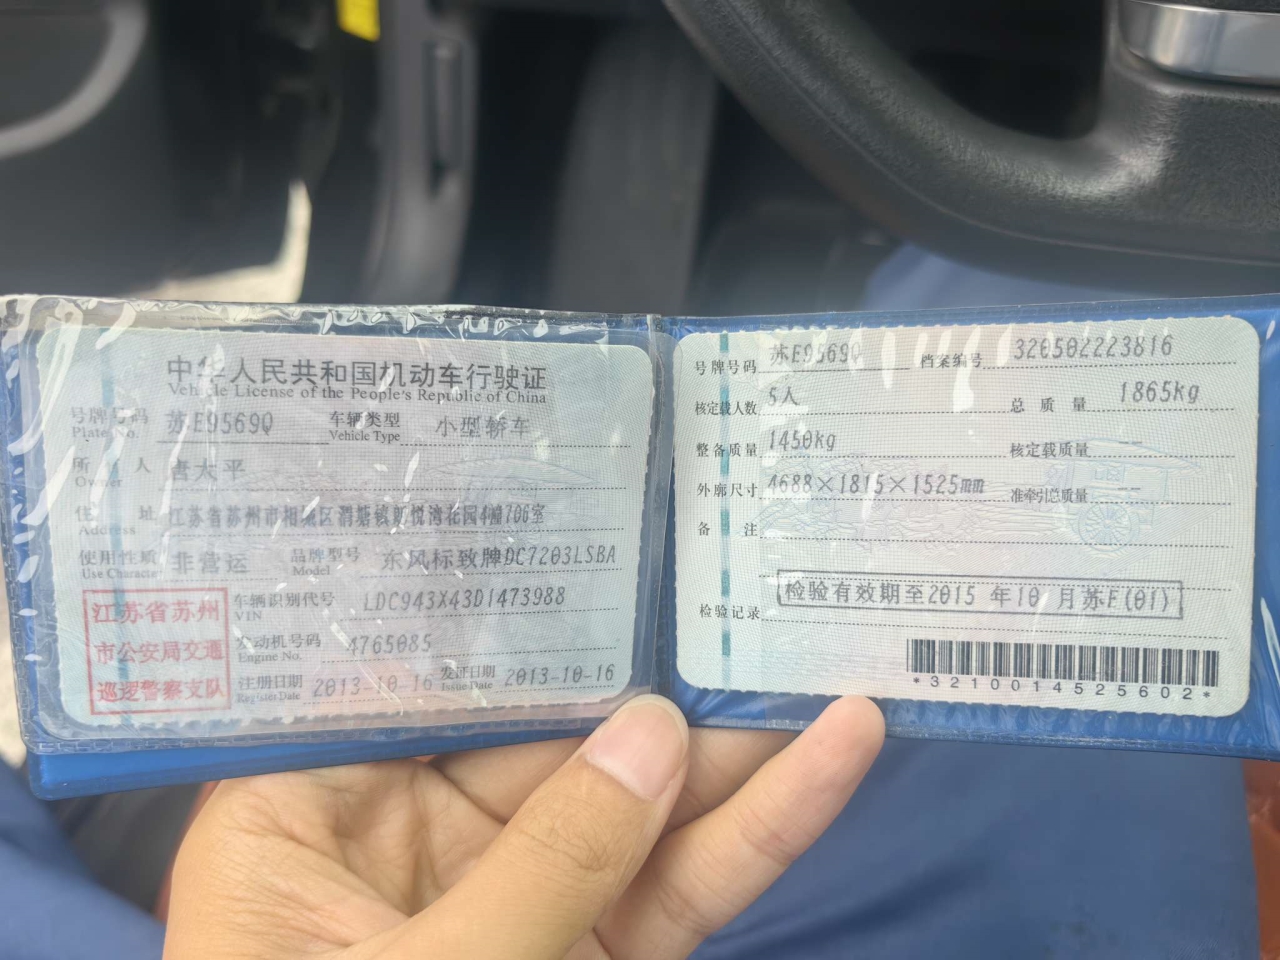 中华人民共和国机动车行驶证
Vehicle License of the People's Republic of China
号牌号码 苏E9569Q 车辆类型 小型轿车
Plate No. Vehicle Type
所有人 太平
Owner
住址 江苏省苏州市相城区渭塘镇 悦湾花园4幢706室
Address
使用性质 非营运 品牌型号 东风标致牌DC7203LSBA
Use Character Model
江苏省苏州
市公安局交通
巡逻警察支队
车辆识别代号 LDC943X43D1473988
VIN
发动机号码 4765085
Engine No.
注册日期 2013-10-16 发证日期 2013-10-16
Register Date Issue Date
号牌号码 苏E9569Q 档案编号 320502223816
核定载人数 5人 总质量 1865kg
整备质量 1450kg 核定载质量 --
外廓尺寸 4688×1815×1525mm 准牵引总质量 --
备注
检验记录 检验有效期至2015 年10 月苏E(01)
*3210014525602*